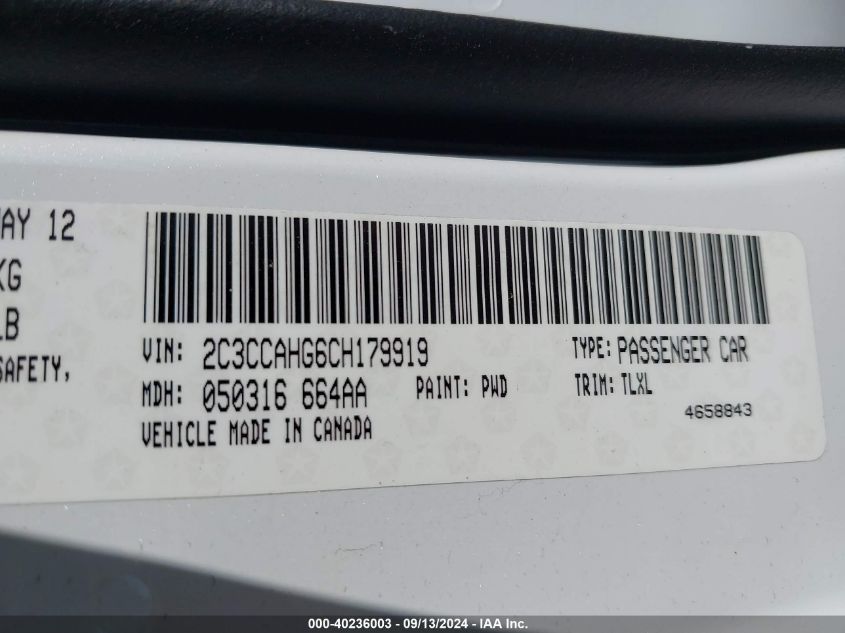 AY 12
KG
LB
SAFETY,
VIN: 2C3CCAHG6CH179919 TYPE: PASSENGER CAR
MDH: 050316 664AA PAINT: PWD TRIM: TLXL
VEHICLE MADE IN CANADA 4658843
000-40236003 - 09/13/2024 - IAA Inc.